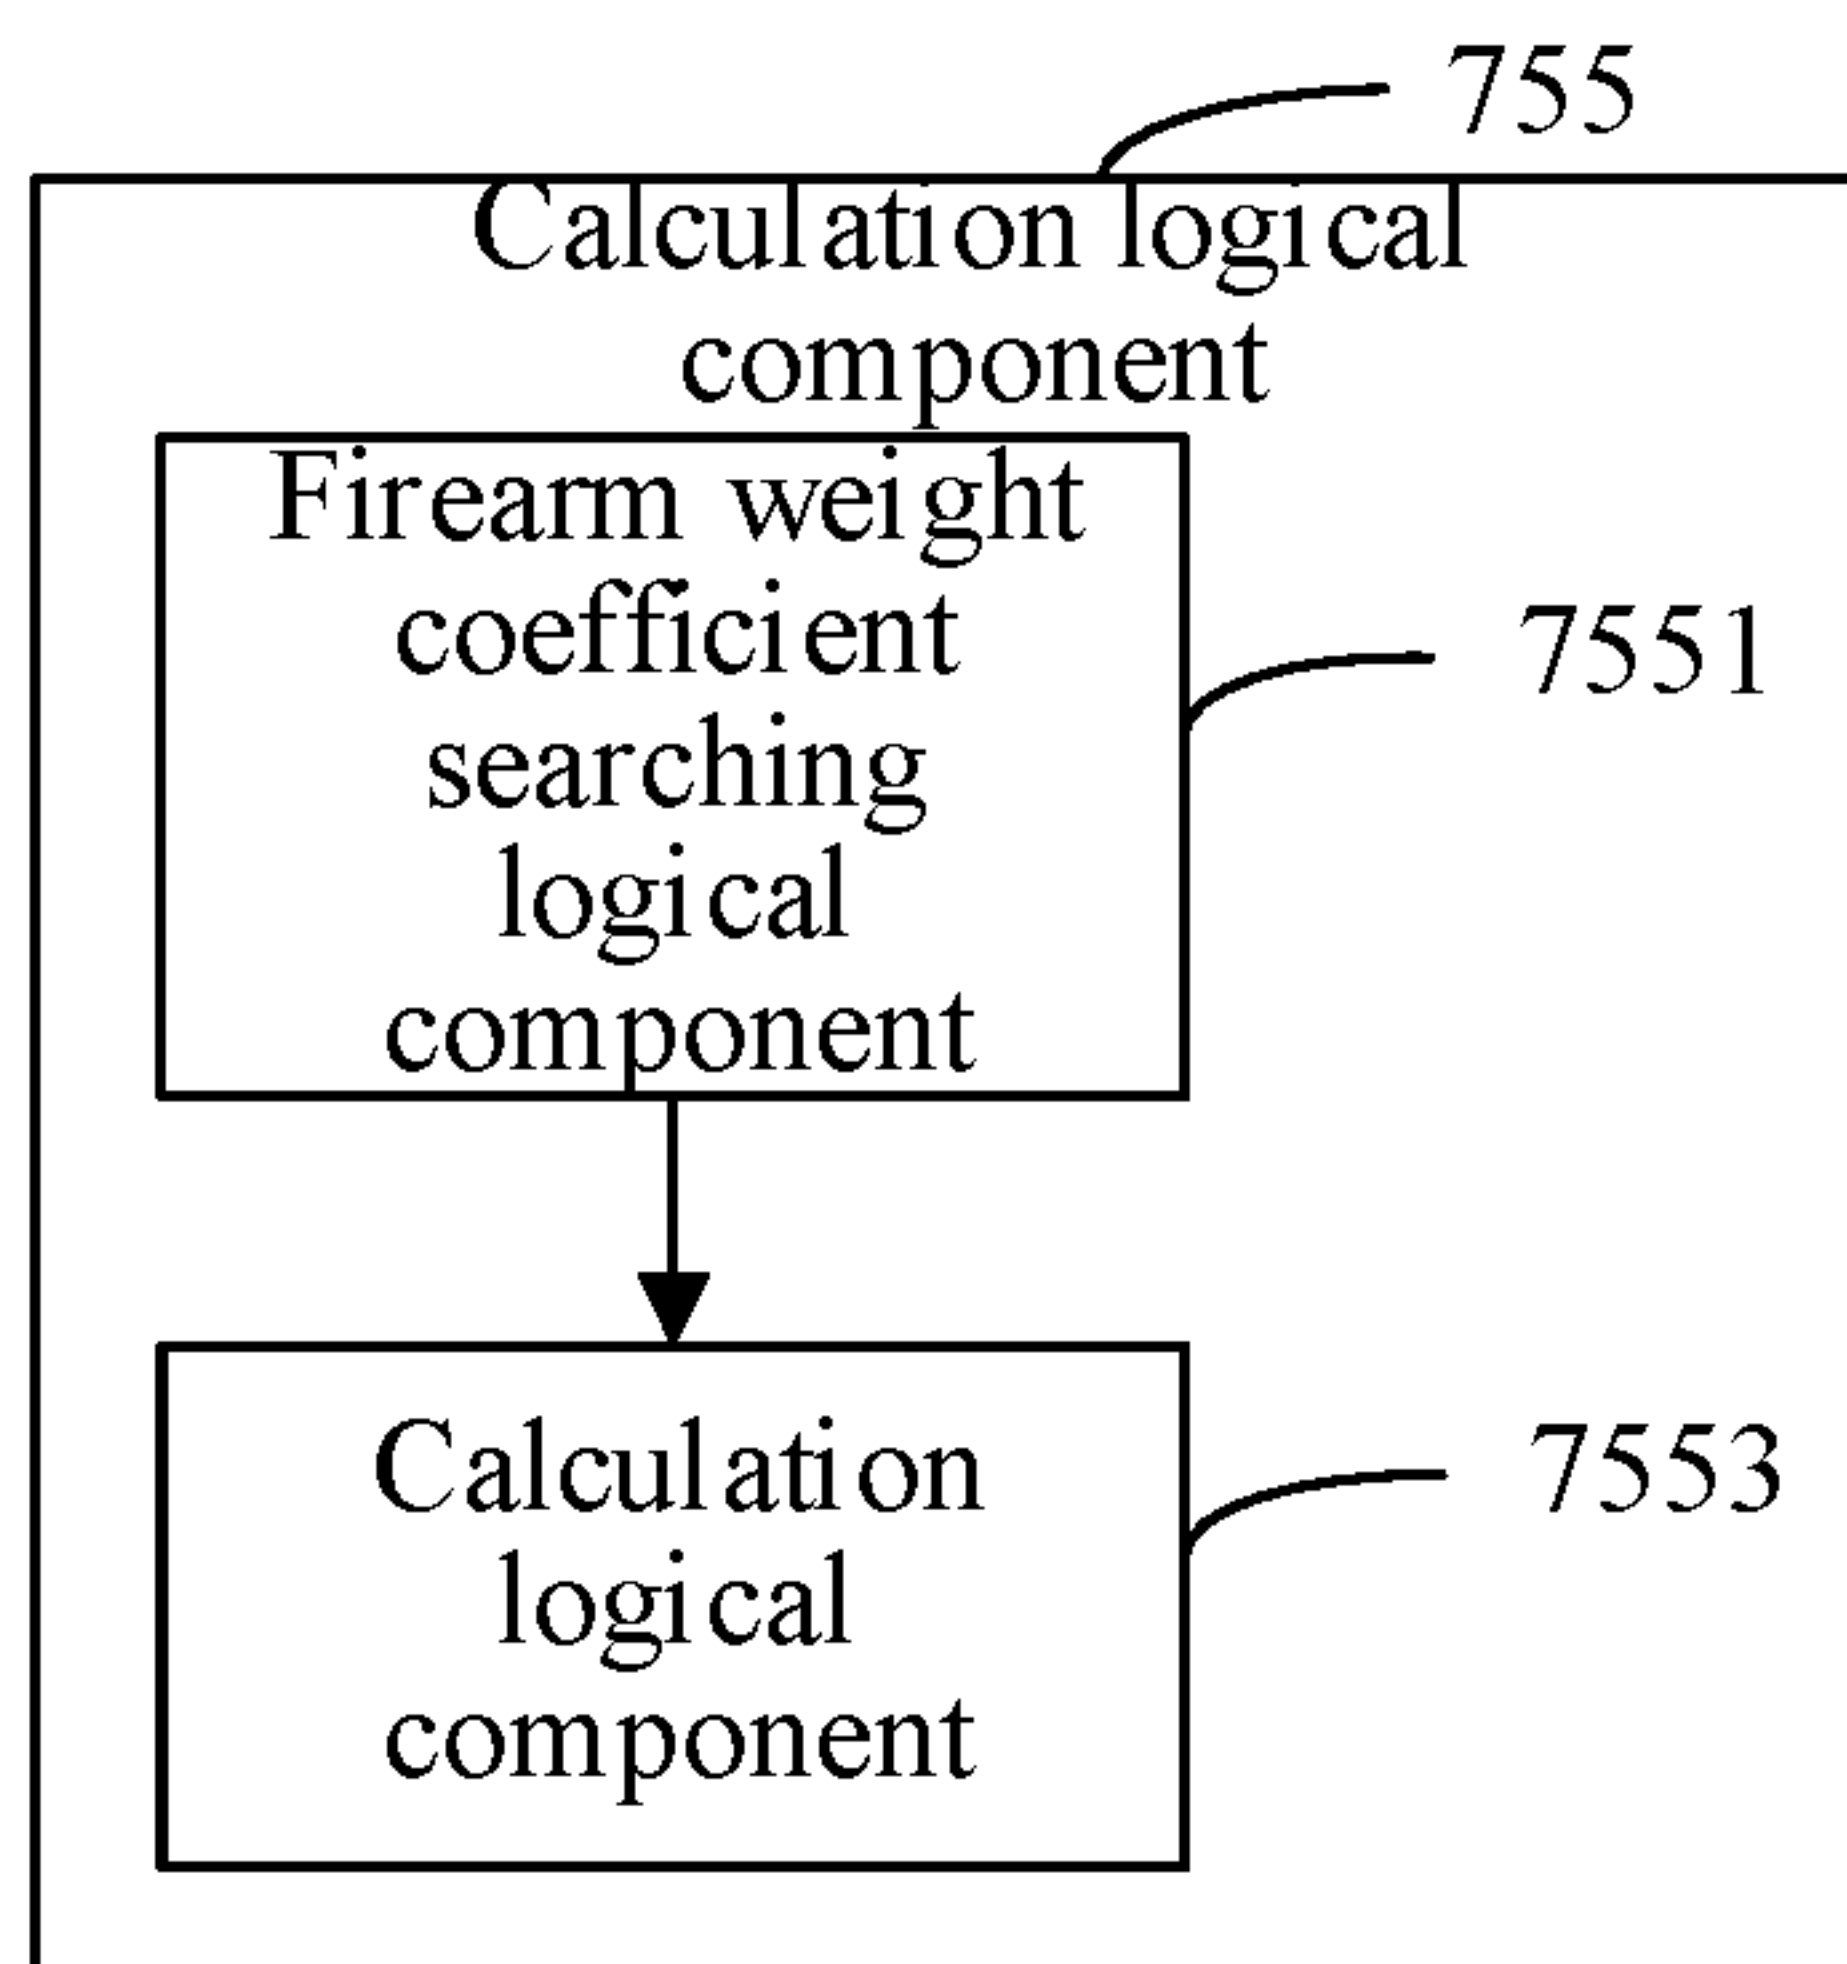 755
Calculation logical
component
Firearm weight
coefficient
searching
logical
component
7551
Calculation
logical
component
7553